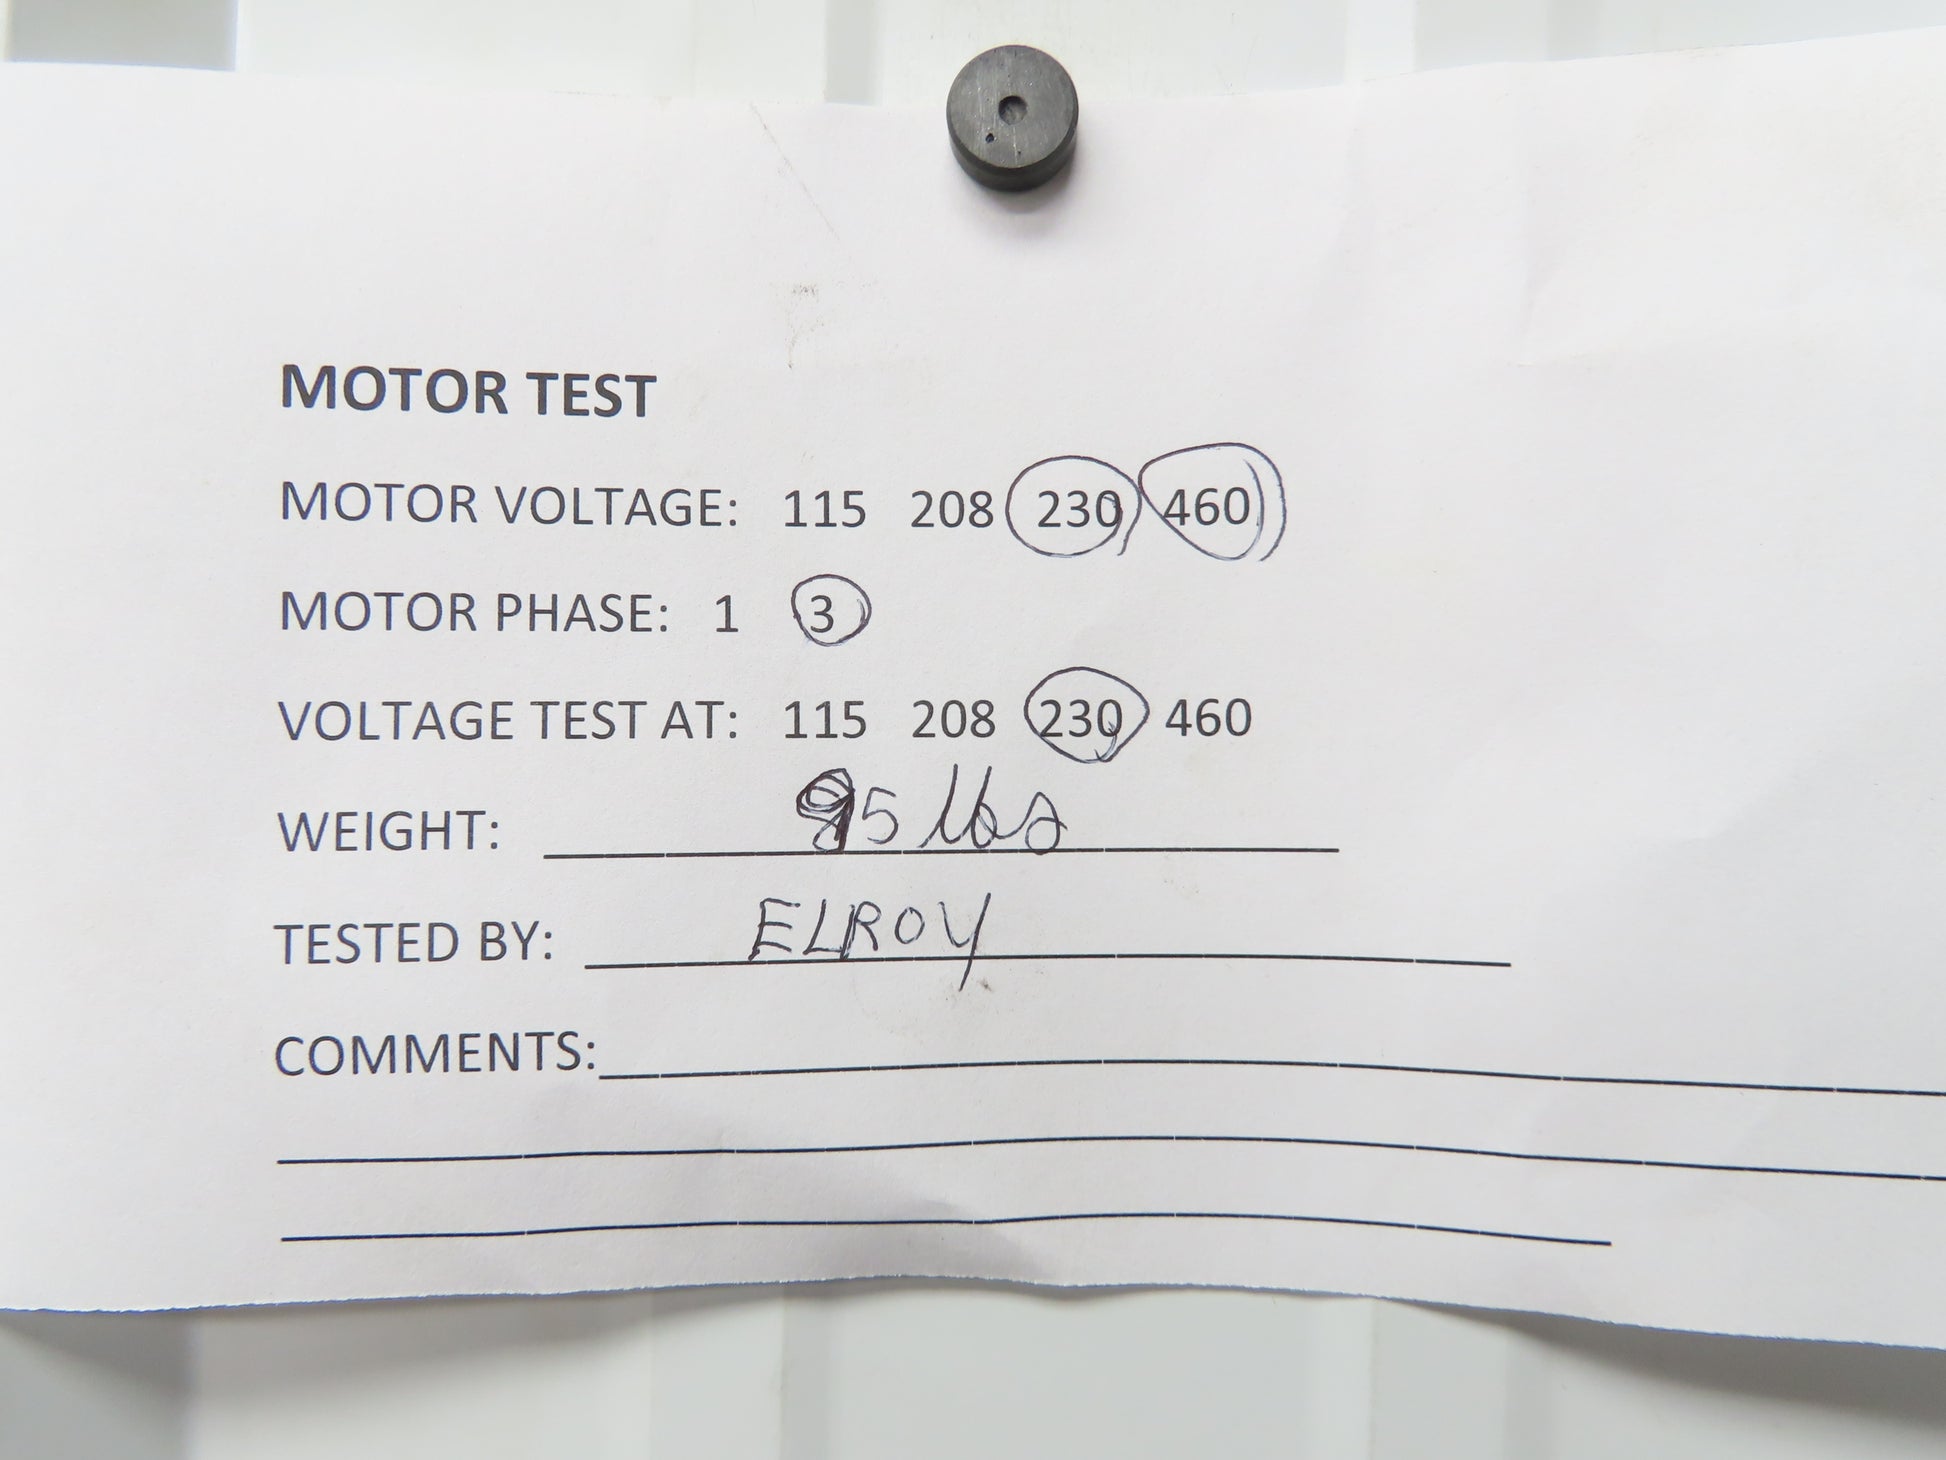 MOTOR TEST
MOTOR VOLTAGE: 115 208 230 460
MOTOR PHASE: 1 3
VOLTAGE TEST AT: 115 208 230 460
WEIGHT: 95 lbs
TESTED BY: ELROY
COMMENTS: